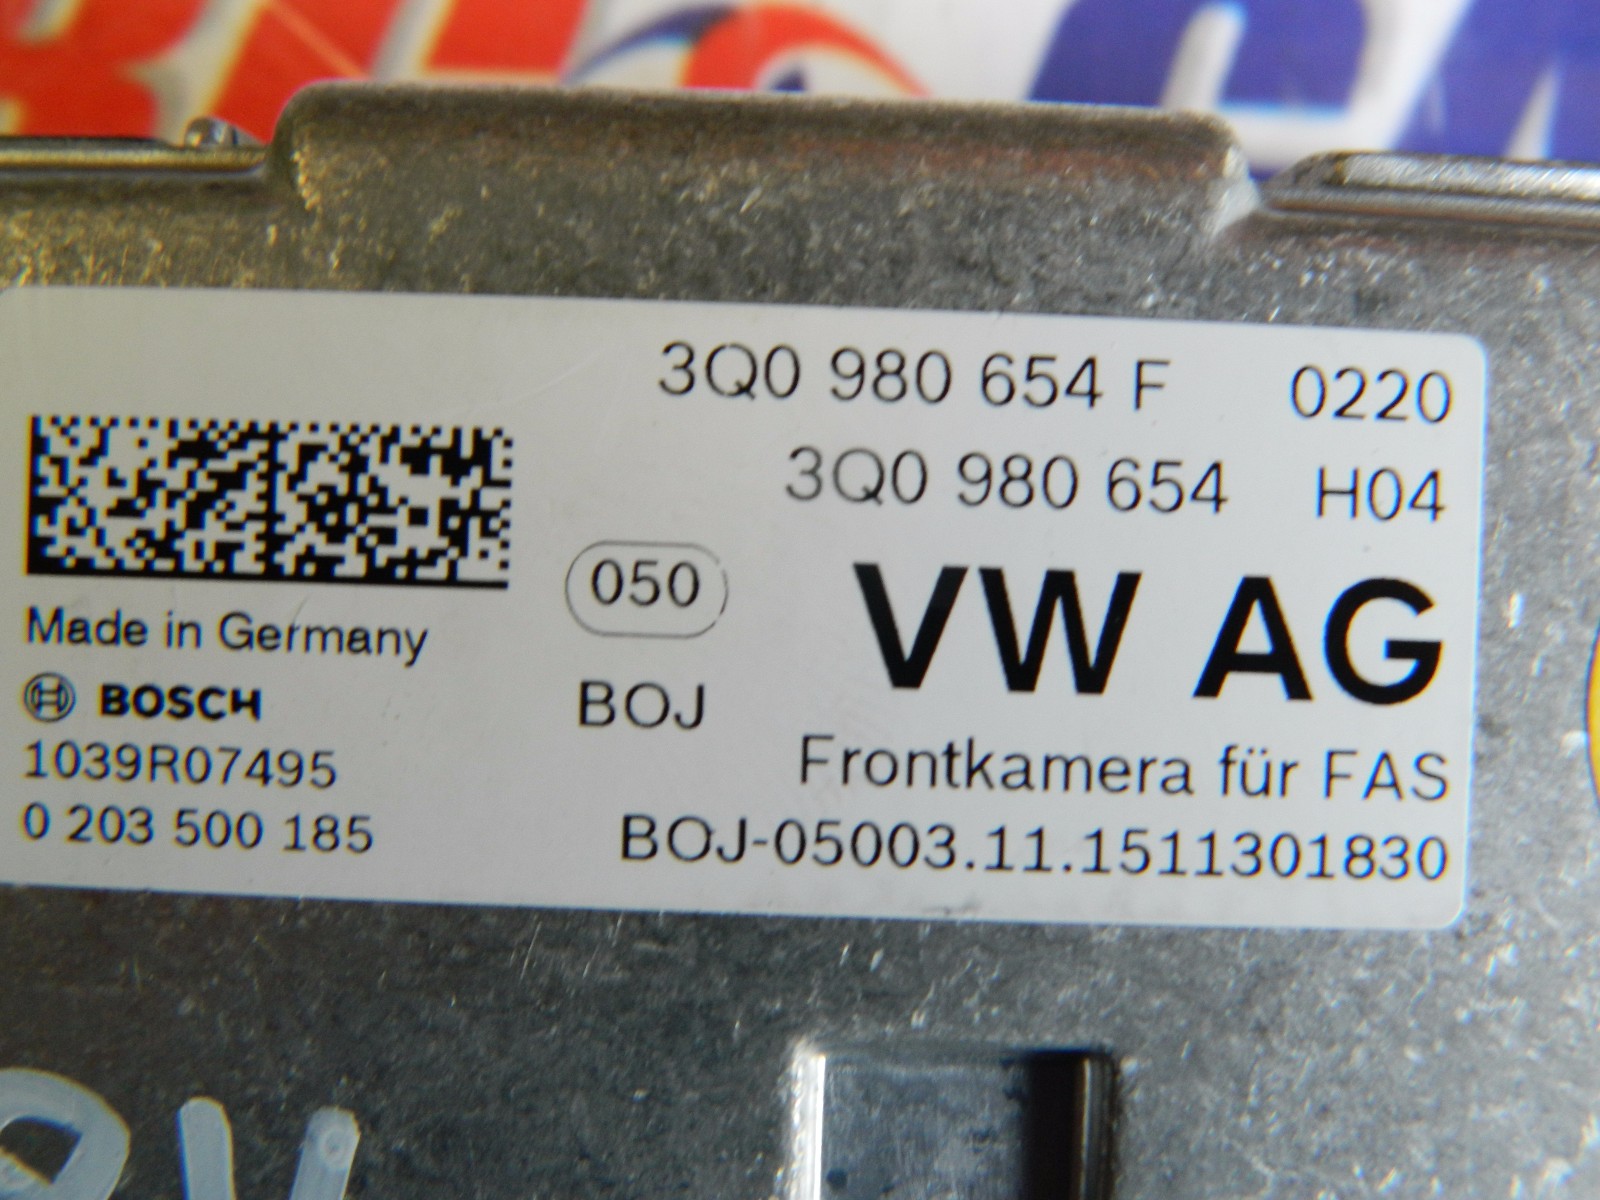 3Q0 980 654 F 0220
3Q0 980 654 H04
050
VW AG
Made in Germany
BOSCH
BOJ
1039R07495
Frontkamera für FAS
0 203 500 185
BOJ-05003.11.1511301830